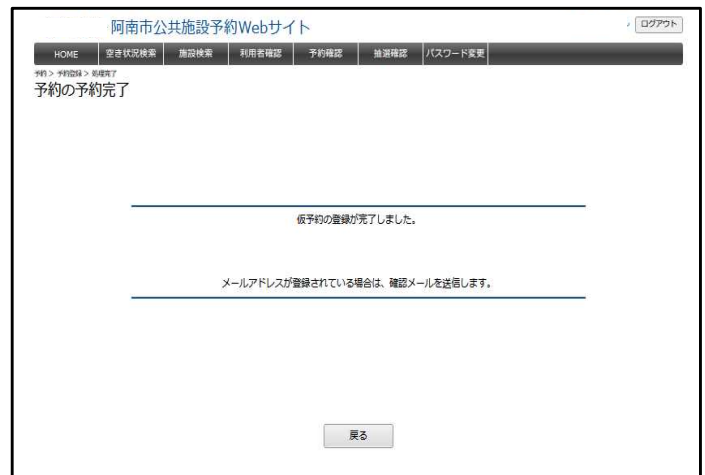 阿南市公共施設予約Webサイト
ログアウト
HOME 空き状況検索 施設検索 利用者確認 予約確認 抽選確認 パスワード変更
予約 > 予約登録 > 処理完了
予約の予約完了
仮予約の登録が完了しました。
メールアドレスが登録されている場合は、確認メールを送信します。
戻る